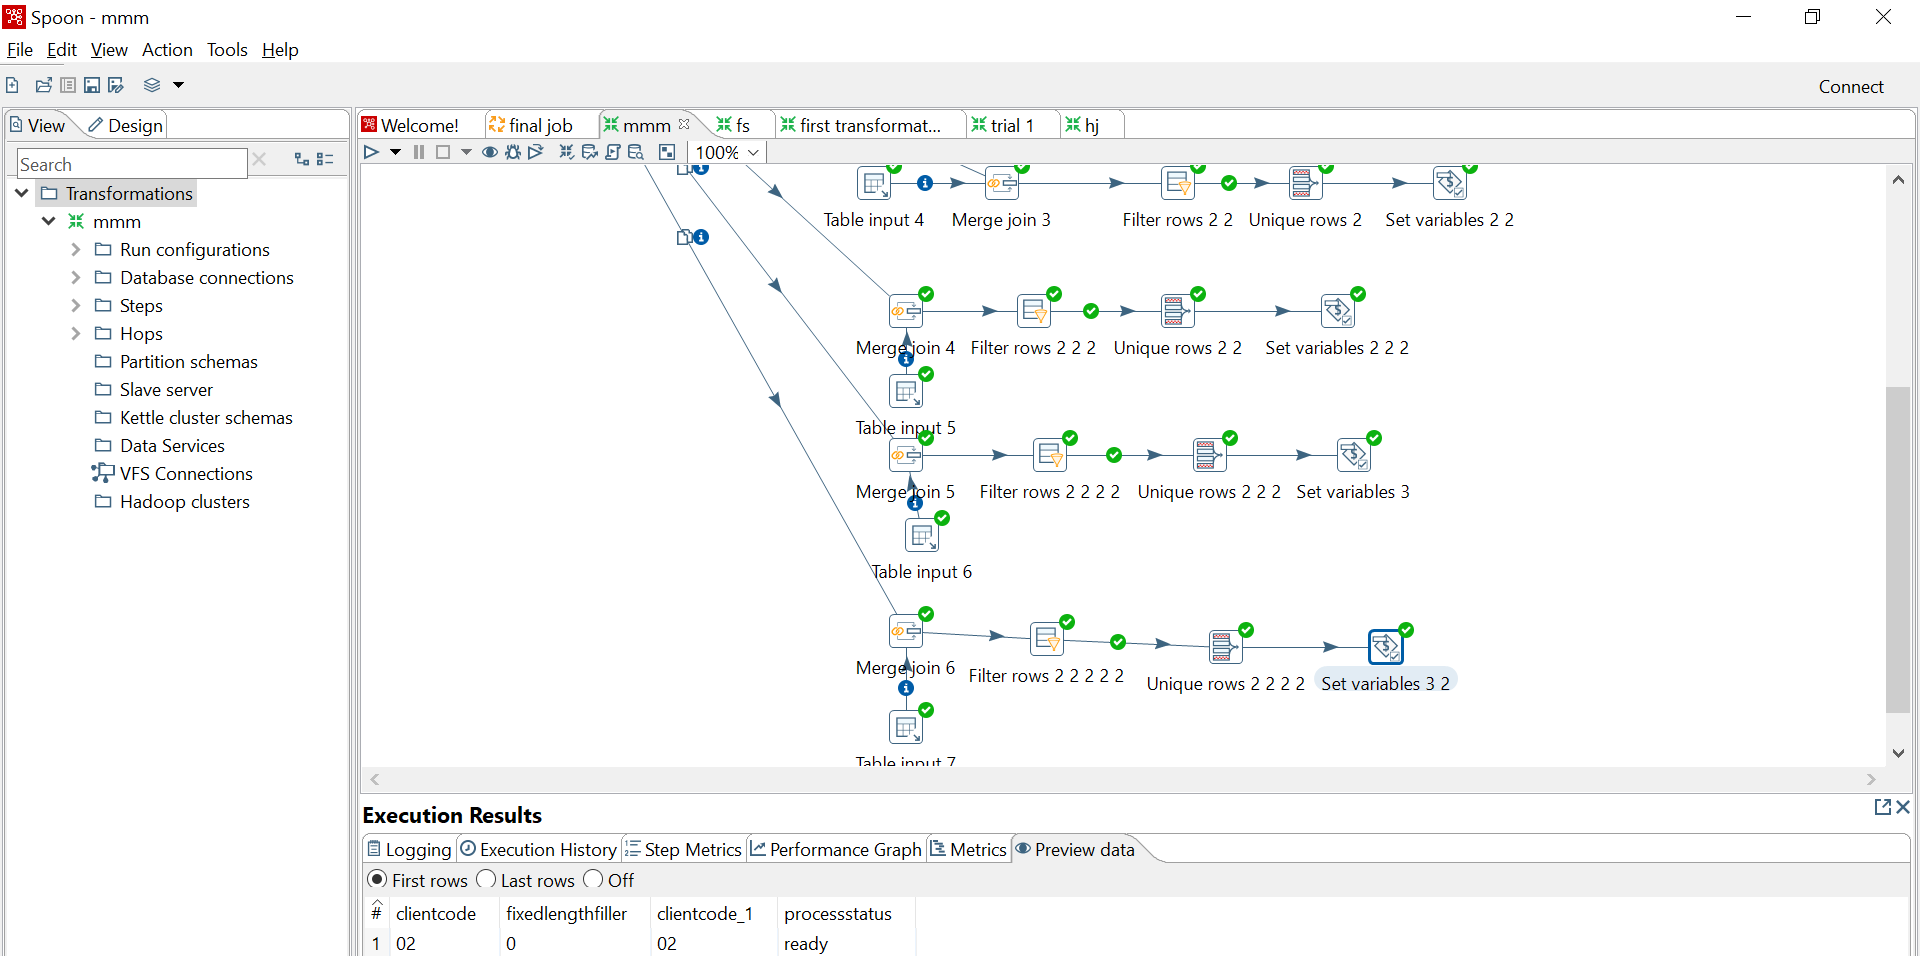 Spoon - mmm
File Edit View Action Tools Help
Connect
View Design
Welcome! final job mmm fs first transformat... trial 1 hj
100%
Search
Transformations
mmm
Run configurations
Database connections
Steps
Hops
Partition schemas
Slave server
Kettle cluster schemas
Data Services
VFS Connections
Hadoop clusters
Table input 4 Merge join 3 Filter rows 2 2 Unique rows 2 Set variables 2 2
Merge join 4 Filter rows 2 2 2 Unique rows 2 2 Set variables 2 2 2
Table input 5
Merge join 5 Filter rows 2 2 2 2 Unique rows 2 2 2 Set variables 3
Table input 6
Merge join 6 Filter rows 2 2 2 2 2 Unique rows 2 2 2 2 Set variables 3 2
Table input 7
Execution Results
Logging Execution History Step Metrics Performance Graph Metrics Preview data
First rows Last rows Off
# clientcode fixedlengthfiller clientcode_1 processstatus
1 02 0 02 ready